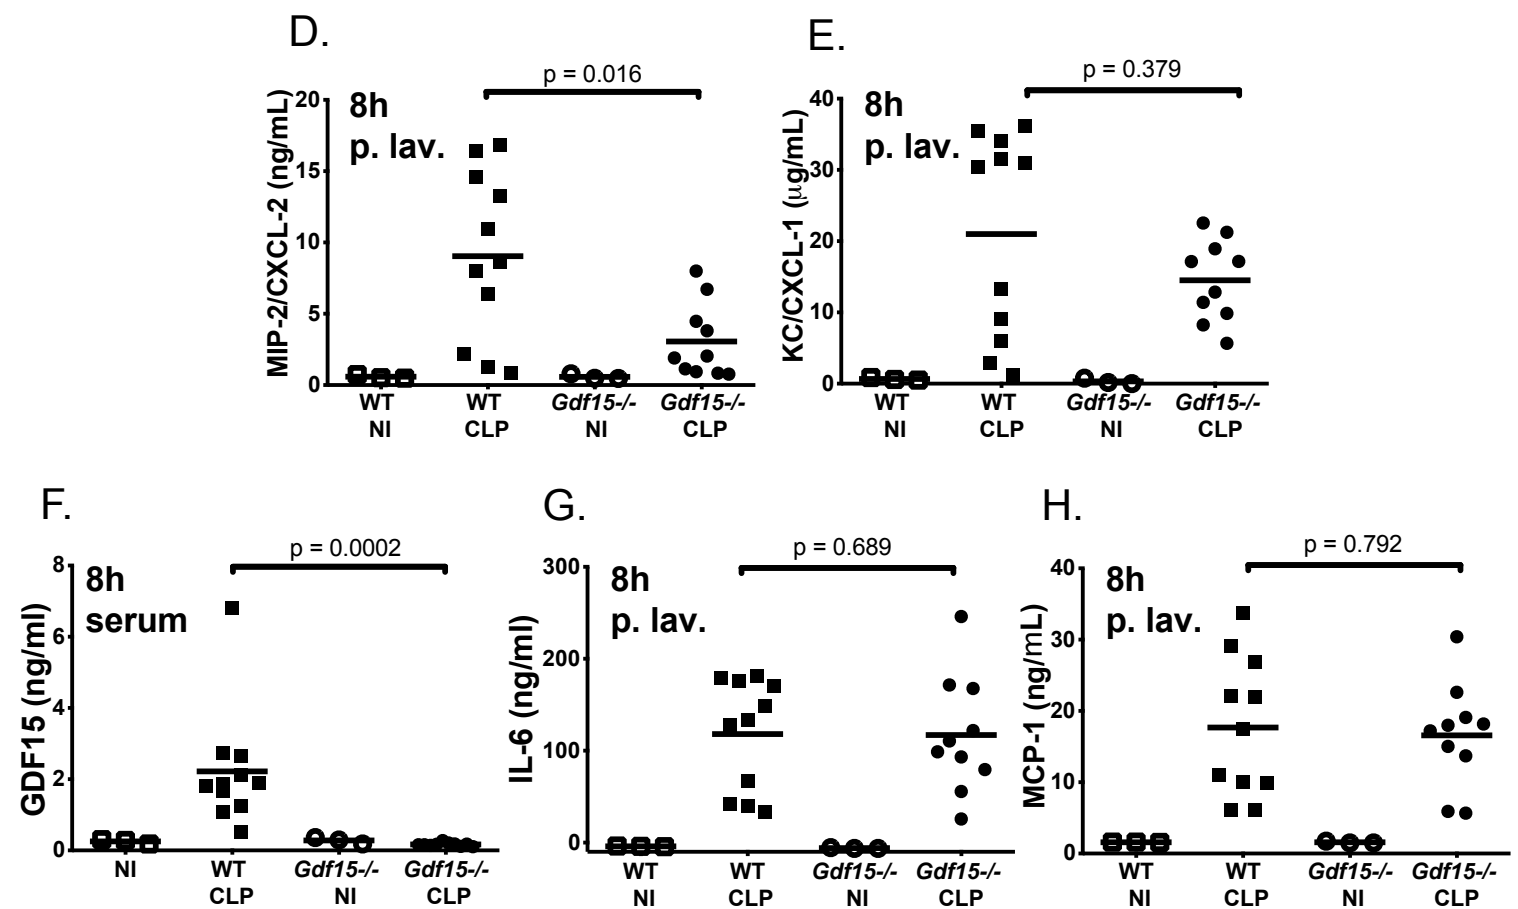 D.
p = 0.016
MIP-2/CXCL-2 (ng/mL)
8h
p. lav.
20
15
10
5
0
WT
NI
WT
CLP
Gdf15-/-
NI
Gdf15-/-
CLP
E.
p = 0.379
KC/CXCL-1 (μg/mL)
8h
p. lav.
40
30
20
10
0
WT
NI
WT
CLP
Gdf15-/-
NI
Gdf15-/-
CLP
F.
p = 0.0002
GDF15 (ng/ml)
8h
serum
8
6
4
2
0
NI
WT
CLP
Gdf15-/-
NI
Gdf15-/-
CLP
G.
p = 0.689
IL-6 (ng/ml)
8h
p. lav.
300
200
100
0
WT
NI
WT
CLP
Gdf15-/-
NI
Gdf15-/-
CLP
H.
p = 0.792
MCP-1 (ng/mL)
8h
p. lav.
40
30
20
10
0
WT
NI
WT
CLP
Gdf15-/-
NI
Gdf15-/-
CLP